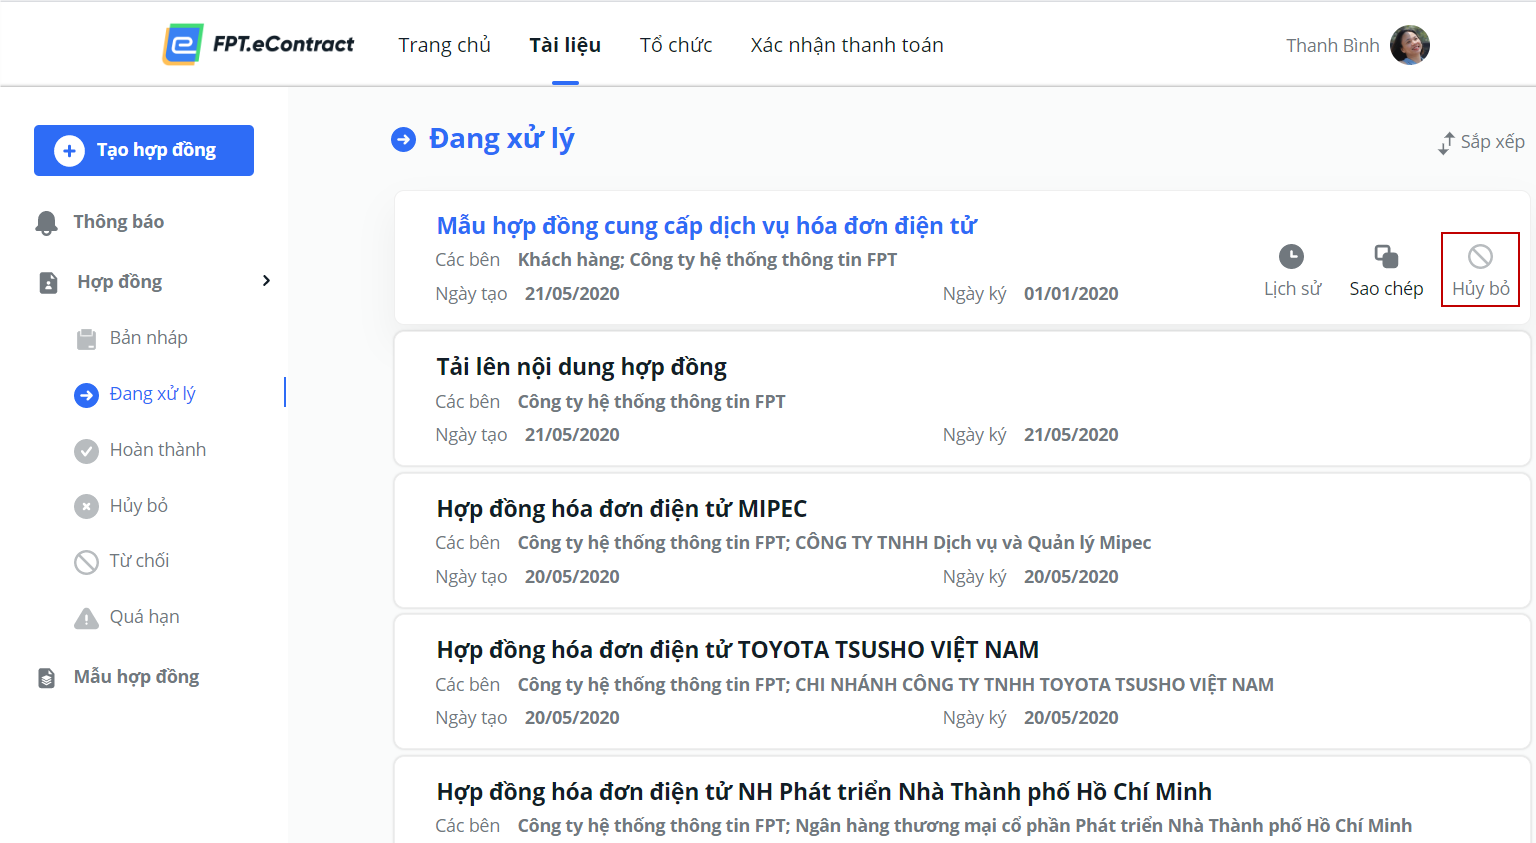 FPT.eContract
Trang chủ
Tài liệu
Tổ chức
Xác nhận thanh toán
Thanh Bình
Tạo hợp đồng
Thông báo
Hợp đồng
Bản nháp
Đang xử lý
Hoàn thành
Hủy bỏ
Từ chối
Quá hạn
Mẫu hợp đồng
Đang xử lý
Sắp xếp
Mẫu hợp đồng cung cấp dịch vụ hóa đơn điện tử
Các bên Khách hàng; Công ty hệ thống thông tin FPT
Ngày tạo 21/05/2020 Ngày ký 01/01/2020
Lịch sử
Sao chép
Hủy bỏ
Tải lên nội dung hợp đồng
Các bên Công ty hệ thống thông tin FPT
Ngày tạo 21/05/2020 Ngày ký 21/05/2020
Hợp đồng hóa đơn điện tử MIPEC
Các bên Công ty hệ thống thông tin FPT; CÔNG TY TNHH Dịch vụ và Quản lý Mipec
Ngày tạo 20/05/2020 Ngày ký 20/05/2020
Hợp đồng hóa đơn điện tử TOYOTA TSUSHO VIỆT NAM
Các bên Công ty hệ thống thông tin FPT; CHI NHÁNH CÔNG TY TNHH TOYOTA TSUSHO VIỆT NAM
Ngày tạo 20/05/2020 Ngày ký 20/05/2020
Hợp đồng hóa đơn điện tử NH Phát triển Nhà Thành phố Hồ Chí Minh
Các bên Công ty hệ thống thông tin FPT; Ngân hàng thương mại cổ phần Phát triển Nhà Thành phố Hồ Chí Minh